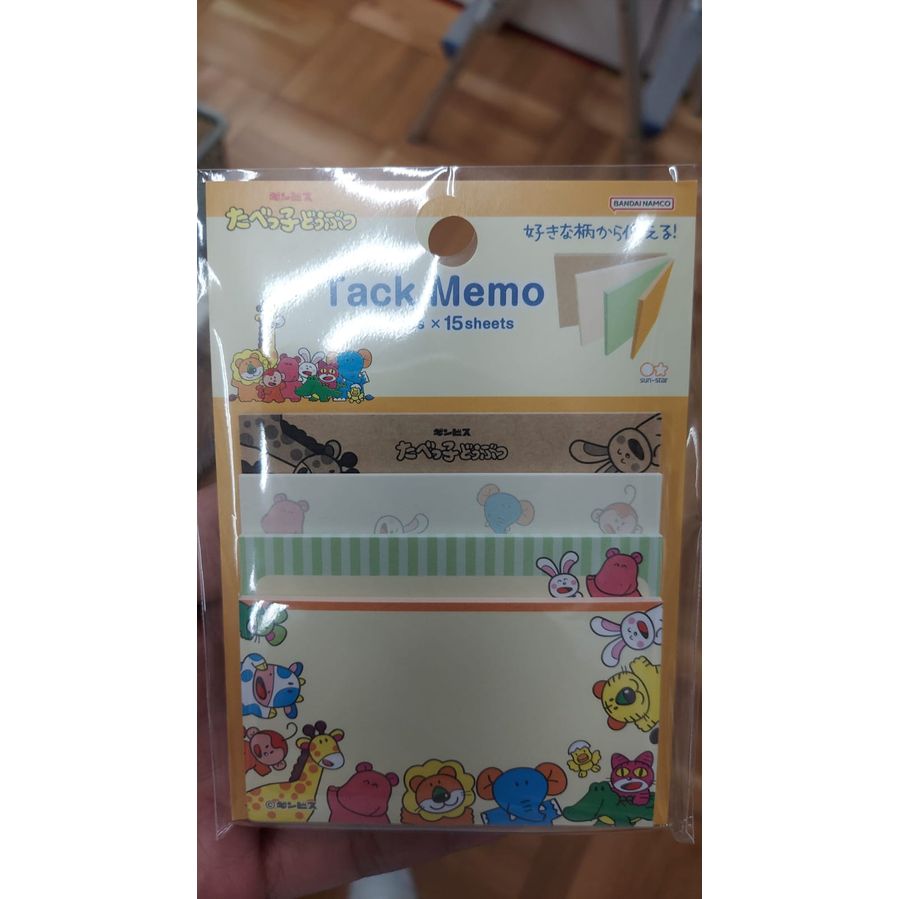 ギンビス
たべっ子どうぶつ
BANDAI NAMCO
好きな柄から使える!
Tack Memo
× 15 sheets
sun-star
ギンビス
たべっ子どうぶつ
©ギンビス